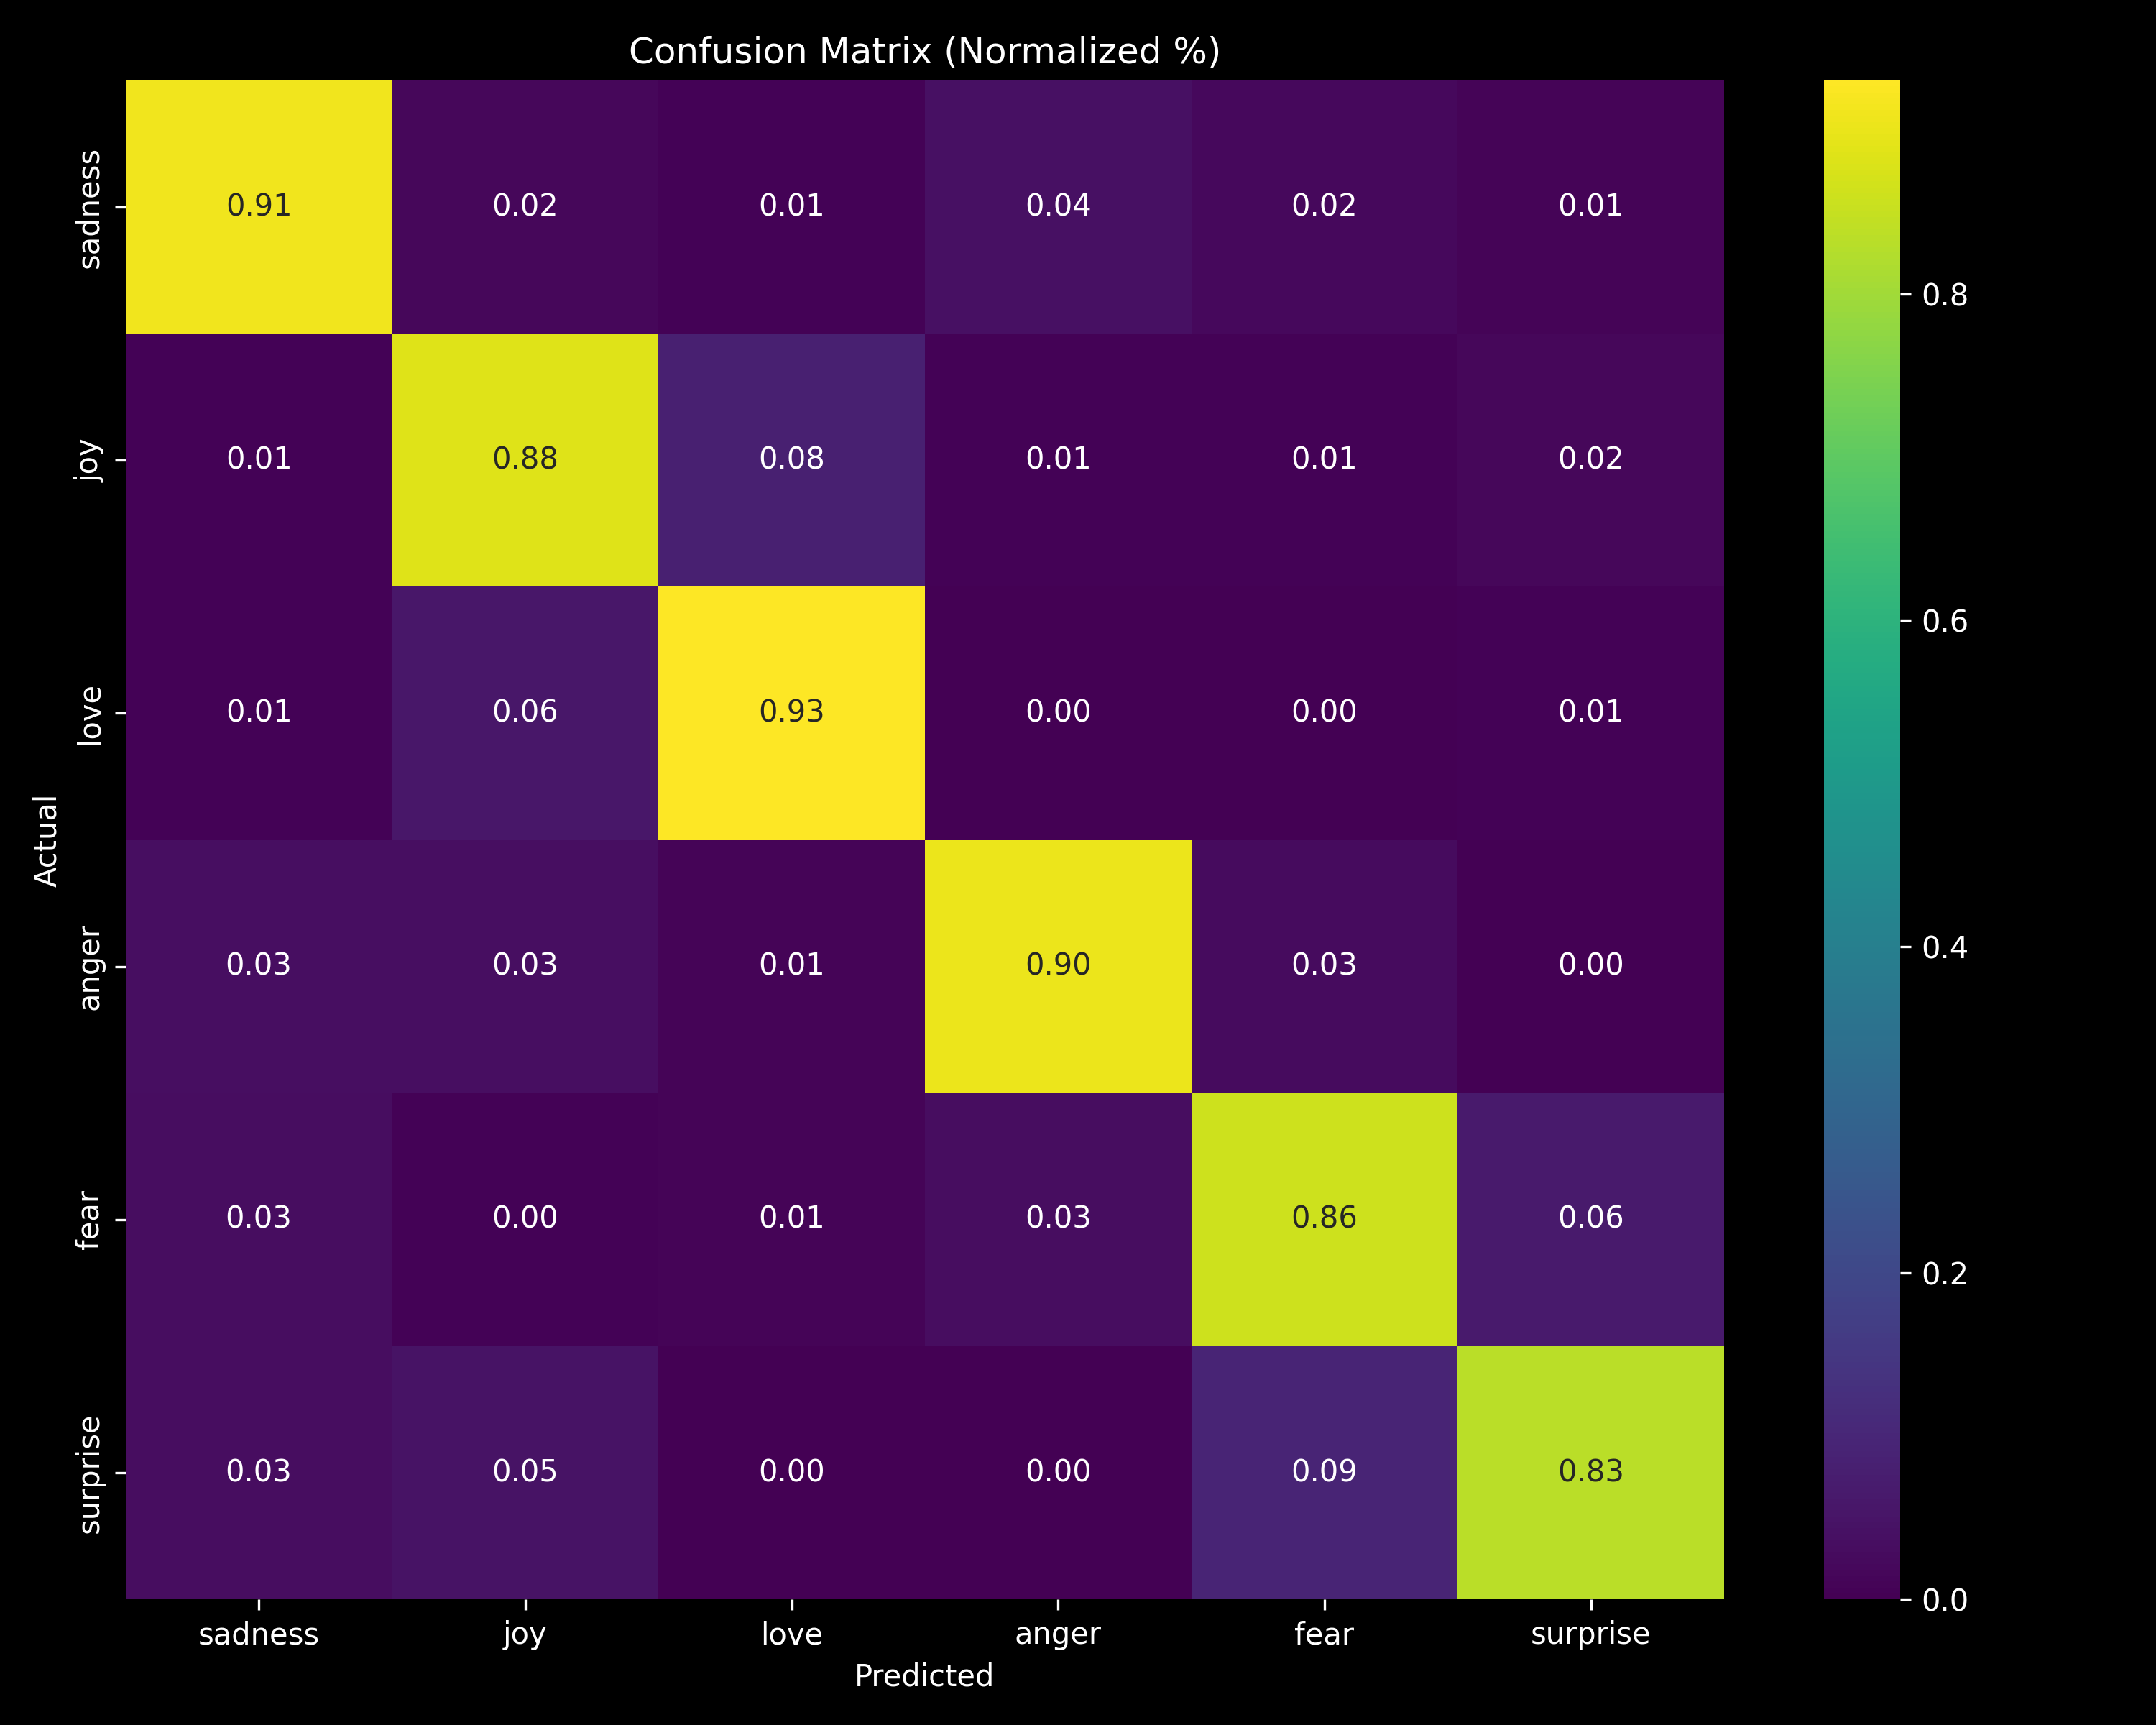 Confusion Matrix (Normalized %)
sadness 0.91 0.02 0.01 0.04 0.02 0.01
joy 0.01 0.88 0.08 0.01 0.01 0.02
love 0.01 0.06 0.93 0.00 0.00 0.01
anger 0.03 0.03 0.01 0.90 0.03 0.00
fear 0.03 0.00 0.01 0.03 0.86 0.06
surprise 0.03 0.05 0.00 0.00 0.09 0.83
Actual
sadness joy love anger fear surprise
Predicted
0.8
0.6
0.4
0.2
0.0